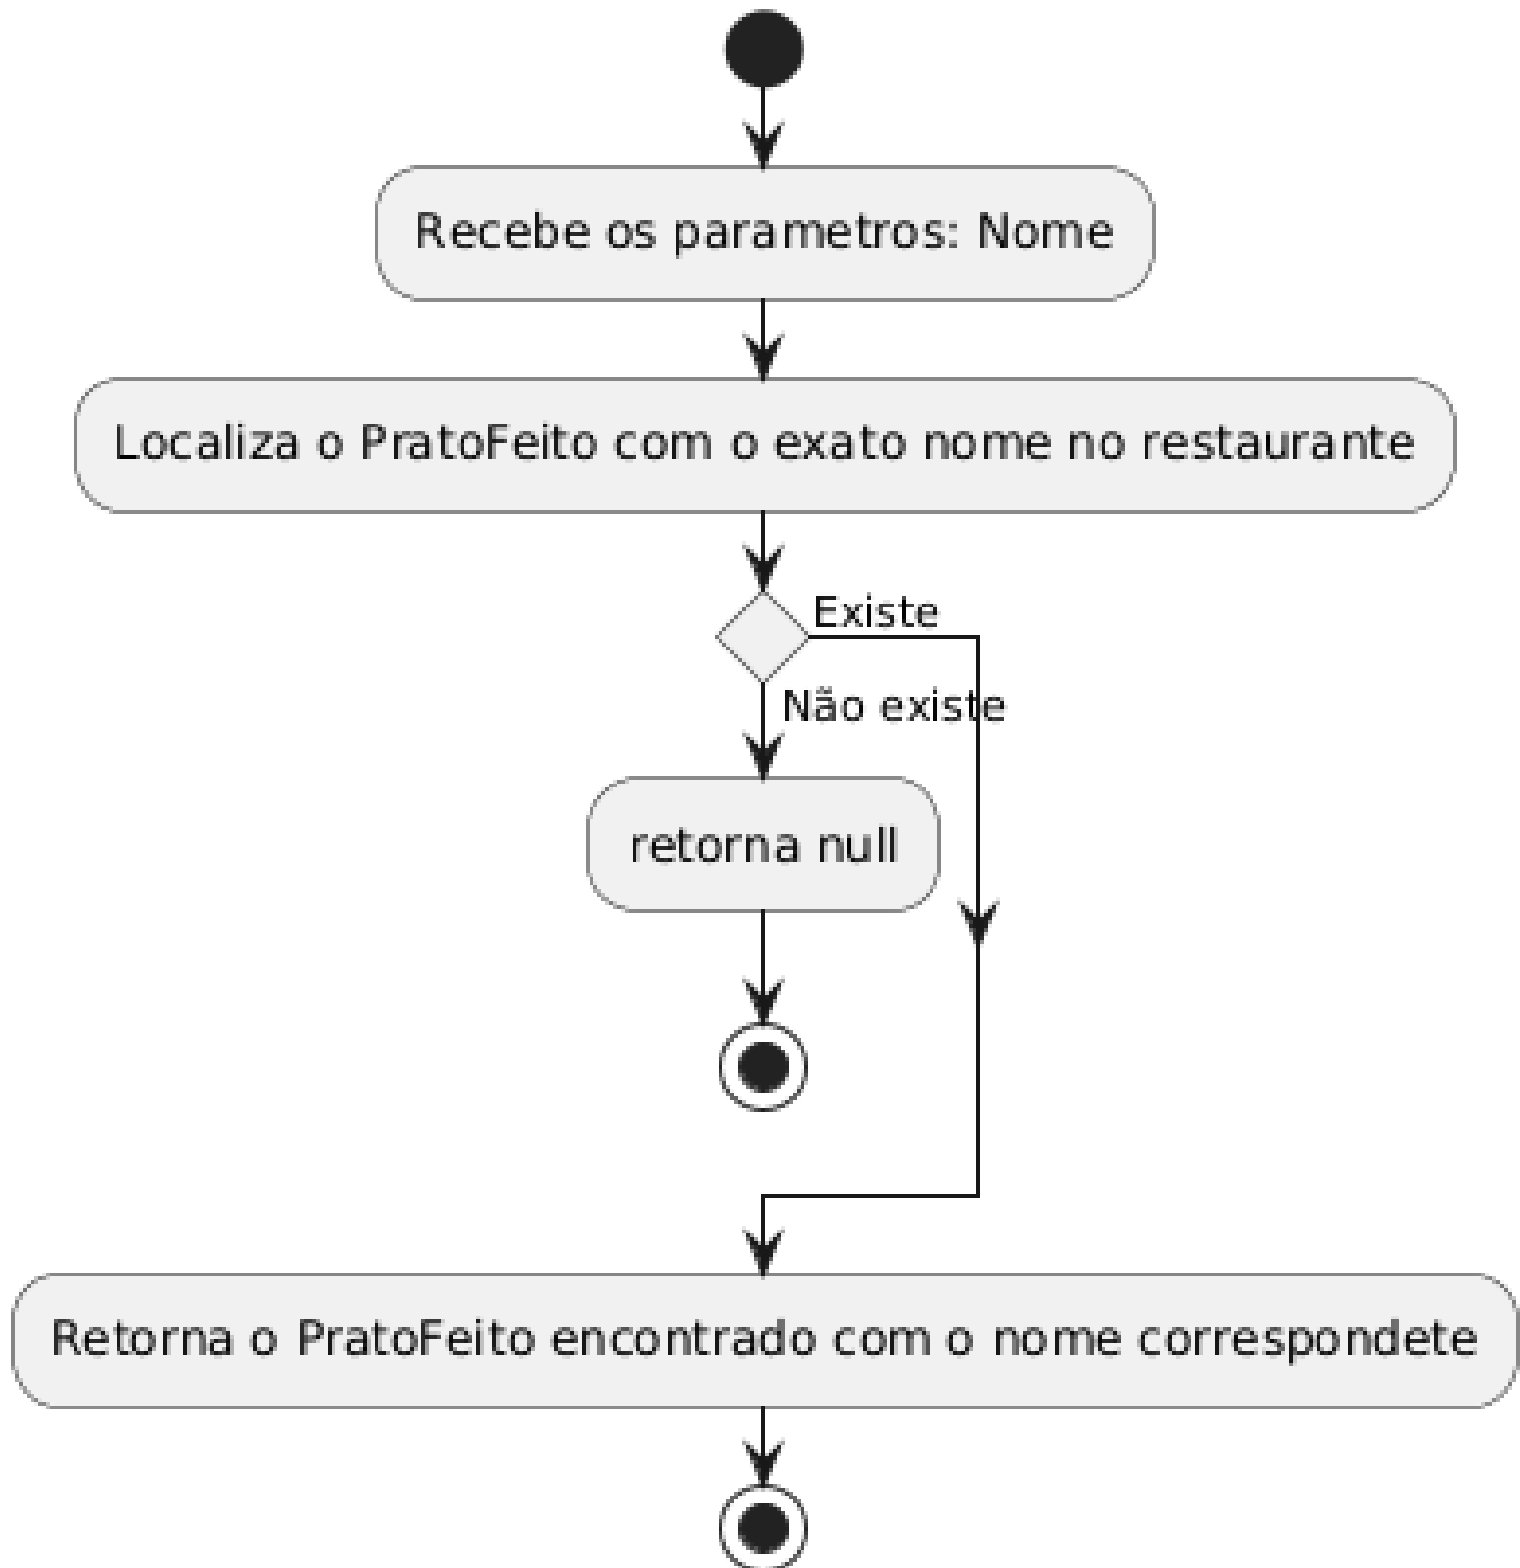 Recebe os parametros: Nome
Localiza o PratoFeito com o exato nome no restaurante
Existe
Não existe
retorna null
Retorna o PratoFeito encontrado com o nome correspondete